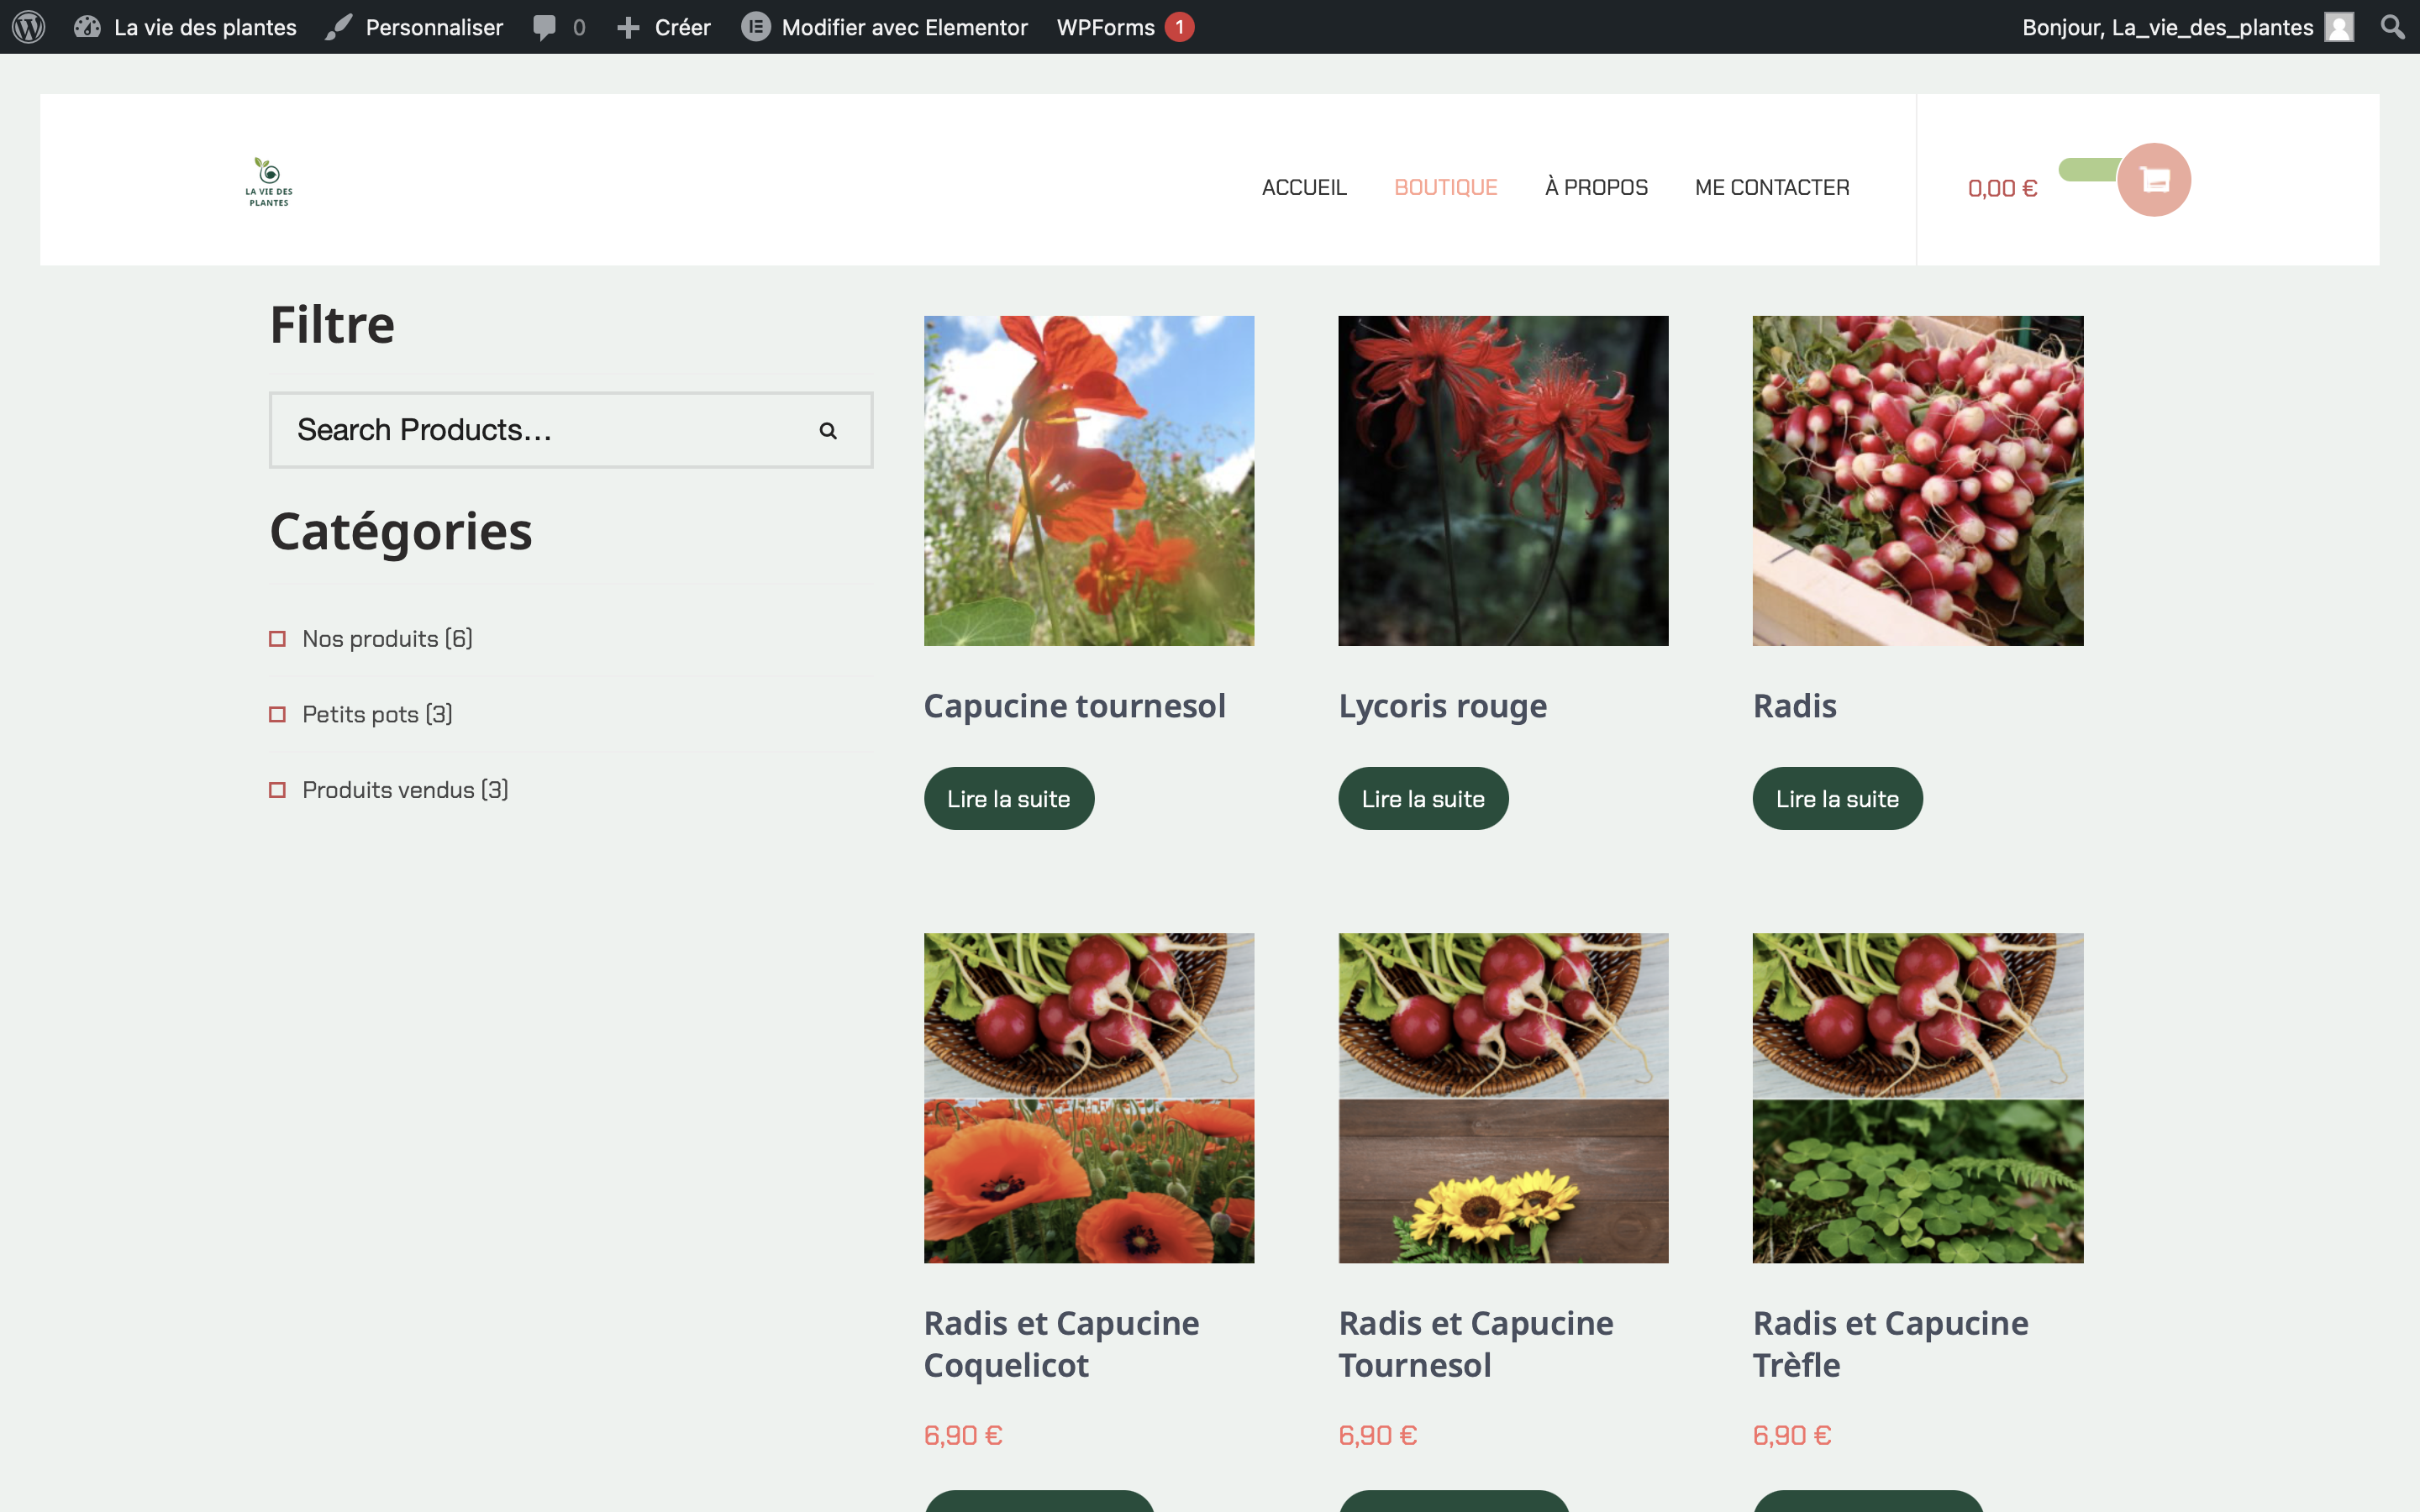 La vie des plantes Personnaliser 0 Créer Modifier avec Elementor WPForms 1 Bonjour, La_vie_des_plantes
LA VIE DES
PLANTES
ACCUEIL BOUTIQUE À PROPOS ME CONTACTER 0,00 €
Filtre
Search Products...
Catégories
Nos produits (6)
Petits pots (3)
Produits vendus (3)
Capucine tournesol
Lire la suite
Lycoris rouge
Lire la suite
Radis
Lire la suite
Radis et Capucine
Coquelicot
6,90 €
Radis et Capucine
Tournesol
6,90 €
Radis et Capucine
Trèfle
6,90 €